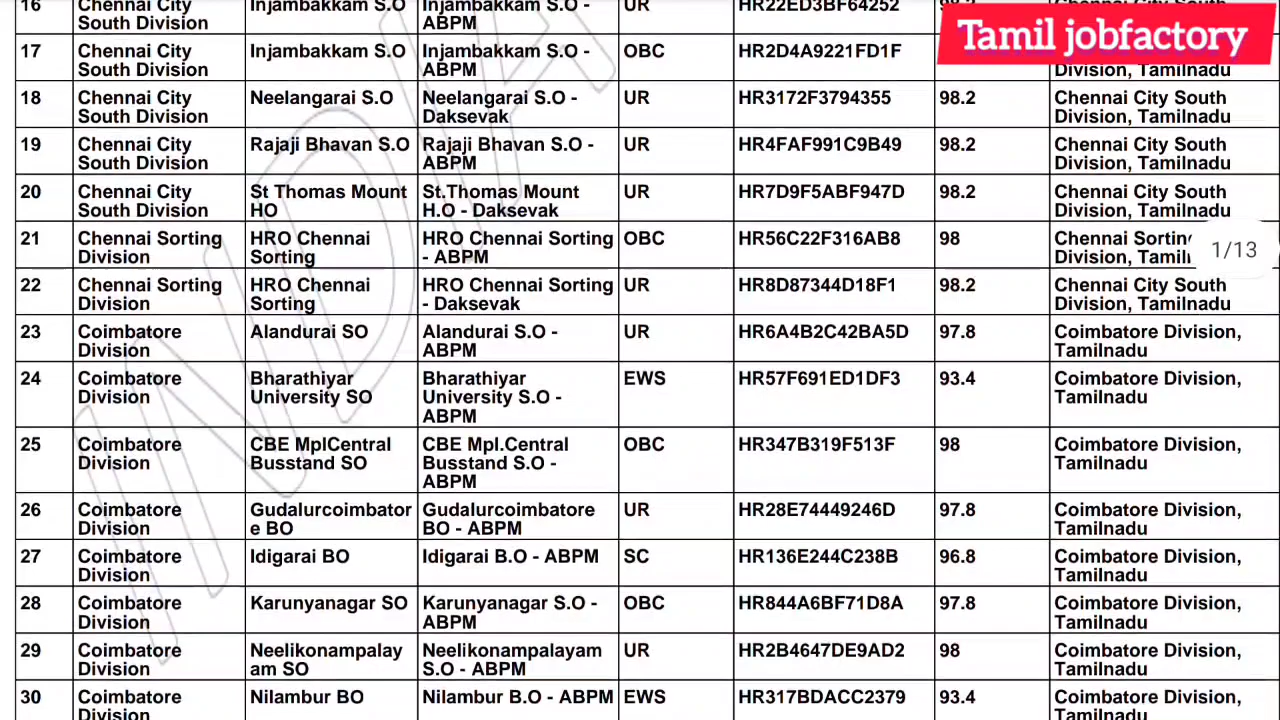 16 Injambakkam S.O Injambakkam S.O - UR HR22ED3BF64252 98.2 Chennai City South
South Division ABPM
Tamil jobfactory
17 Chennai City Injambakkam S.O Injambakkam S.O - OBC HR2D4A9221FD1F
South Division ABPM Division, Tamilnadu
18 Chennai City Neelangarai S.O Neelangarai S.O - UR HR3172F3794355 98.2 Chennai City South
South Division Daksevak Division, Tamilnadu
19 Chennai City Rajaji Bhavan S.O Rajaji Bhavan S.O - UR HR4FAF991C9B49 98.2 Chennai City South
South Division ABPM Division, Tamilnadu
20 Chennai City St Thomas Mount St.Thomas Mount UR HR7D9F5ABF947D 98.2 Chennai City South
South Division HO H.O - Daksevak Division, Tamilnadu
21 Chennai Sorting HRO Chennai HRO Chennai Sorting OBC HR56C22F316AB8 98 Chennai
Division Sorting - ABPM Division,
1/13
22 Chennai Sorting HRO Chennai HRO Chennai Sorting UR HR8D87344D18F1 98.2 Chennai City South
Division Sorting - Daksevak Division, Tamilnadu
23 Coimbatore Alandurai SO Alandurai S.O - UR HR6A4B2C42BA5D 97.8 Coimbatore Division,
Division ABPM Tamilnadu
24 Coimbatore Bharathiyar Bharathiyar EWS HR57F691ED1DF3 93.4 Coimbatore Division,
Division University SO University S.O - Tamilnadu
ABPM
25 Coimbatore CBE MplCentral CBE Mpl.Central OBC HR347B319F513F 98 Coimbatore Division,
Division Busstand SO Busstand S.O - Tamilnadu
ABPM
26 Coimbatore Gudalurcoimbator Gudalurcoimbatore UR HR28E74449246D 97.8 Coimbatore Division,
Division e BO BO - ABPM Tamilnadu
27 Coimbatore Idigarai BO Idigarai B.O - ABPM SC HR136E244C238B 96.8 Coimbatore Division,
Division Tamilnadu
28 Coimbatore Karunyanagar SO Karunyanagar S.O - OBC HR844A6BF71D8A 97.8 Coimbatore Division,
Division ABPM Tamilnadu
29 Coimbatore Neelikonampalay Neelikonampalayam UR HR2B4647DE9AD2 98 Coimbatore Division,
Division am SO S.O - ABPM Tamilnadu
30 Coimbatore Nilambur BO Nilambur B.O - ABPM EWS HR317BDACC2379 93.4 Coimbatore Division,
Division Tamilnadu
INDIA